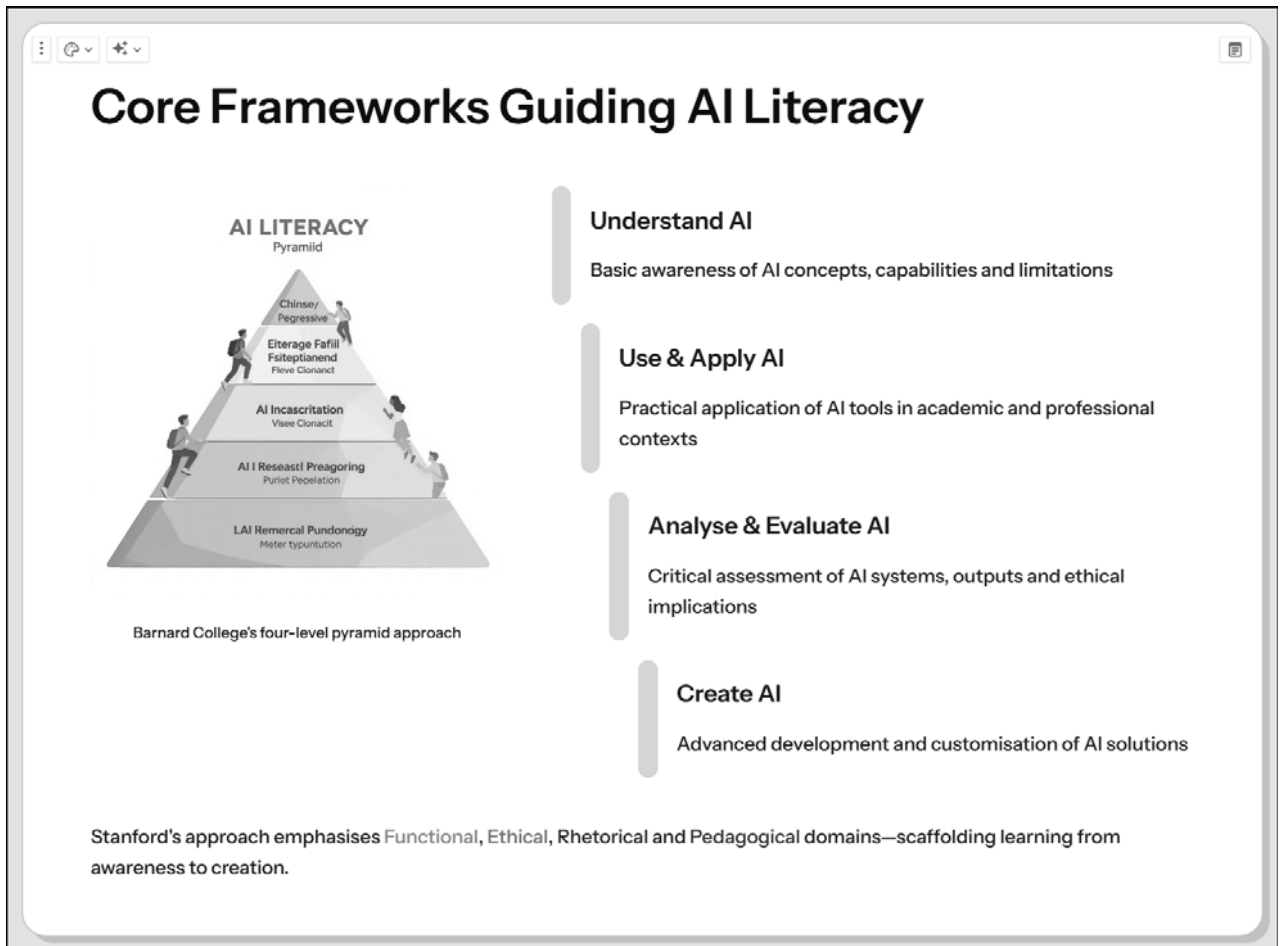 Core Frameworks Guiding AI Literacy
AI LITERACY
Pyramiid
Chinse/
Pegressive
Eiterage Fafill
Fsiteptianend
Fleve Clonanct
AI Incascritation
Visee Clonacit
AI I Reseastl Preagoring
Purlot Pepelation
LAI Remercal Pundonogy
Meter typuntution
Barnard College's four-level pyramid approach
Understand AI
Basic awareness of AI concepts, capabilities and limitations
Use & Apply AI
Practical application of AI tools in academic and professional
contexts
Analyse & Evaluate AI
Critical assessment of AI systems, outputs and ethical
implications
Create AI
Advanced development and customisation of AI solutions
Stanford's approach emphasises Functional, Ethical, Rhetorical and Pedagogical domains—scaffolding learning from
awareness to creation.